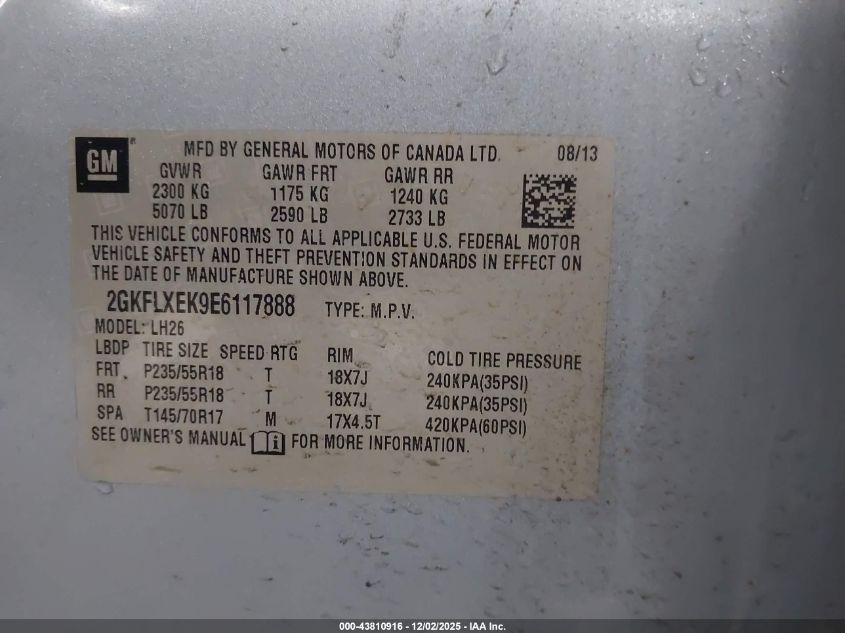 GM
MFD BY GENERAL MOTORS OF CANADA LTD. 08/13
GVWR GAWR FRT GAWR RR
2300 KG 1175 KG 1240 KG
5070 LB 2590 LB 2733 LB
THIS VEHICLE CONFORMS TO ALL APPLICABLE U.S. FEDERAL MOTOR
VEHICLE SAFETY AND THEFT PREVENTION STANDARDS IN EFFECT ON
THE DATE OF MANUFACTURE SHOWN ABOVE.
2GKFLXEK9E6117888 TYPE: M.P.V.
MODEL: LH26
LBDP TIRE SIZE SPEED RTG RIM COLD TIRE PRESSURE
FRT. P235/55R18 T 18X7J 240KPA(35PSI)
RR P235/55R18 T 18X7J 240KPA(35PSI)
SPA T145/70R17 M 17X4.5T 420KPA(60PSI)
SEE OWNER'S MANUAL i FOR MORE INFORMATION.
000-43810916 - 12/02/2025 - IAA Inc.